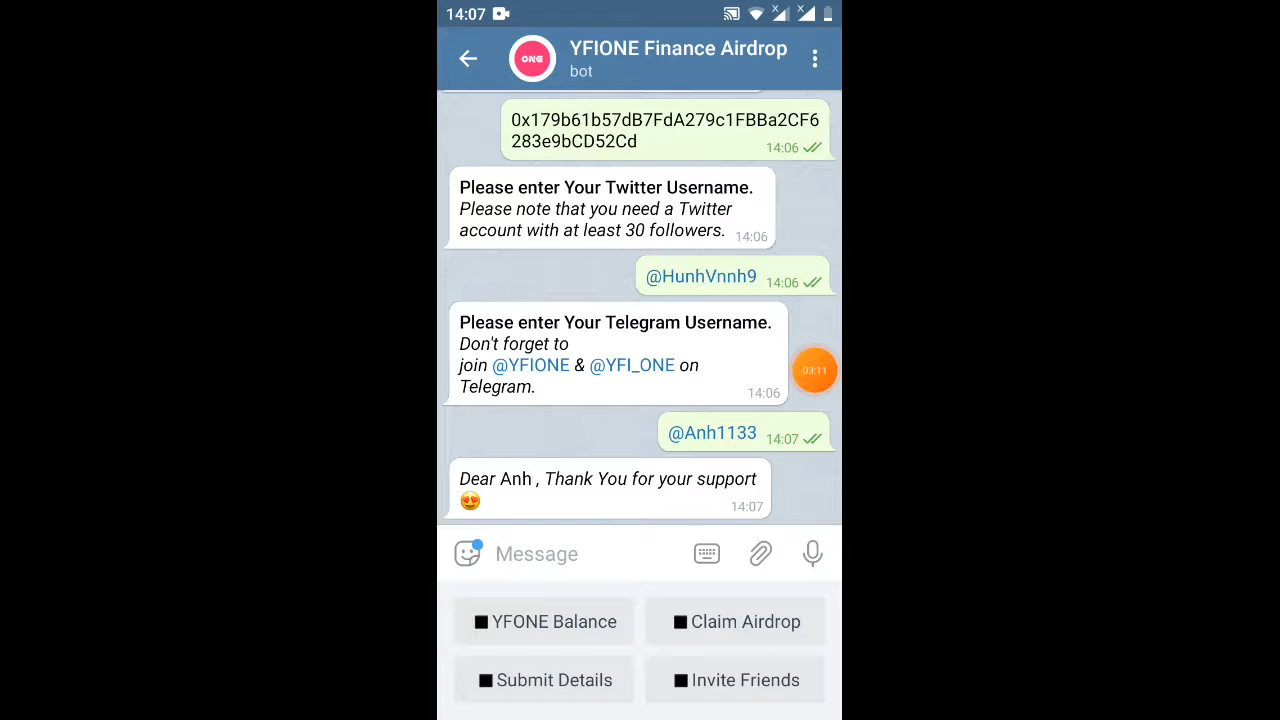 14:07
ONE
YFIONE Finance Airdrop
bot
0x179b61b57dB7FdA279c1FBBa2CF6
283e9bCD52Cd
14:06
Please enter Your Twitter Username.
Please note that you need a Twitter
account with at least 30 followers.
14:06
@HunhVnnh9
14:06
Please enter Your Telegram Username.
Don't forget to
join @YFIONE & @YFI_ONE on
Telegram.
14:06
03:11
@Anh1133
14:07
Dear Anh , Thank You for your support
😍
14:07
Message
YFONE Balance
Claim Airdrop
Submit Details
Invite Friends